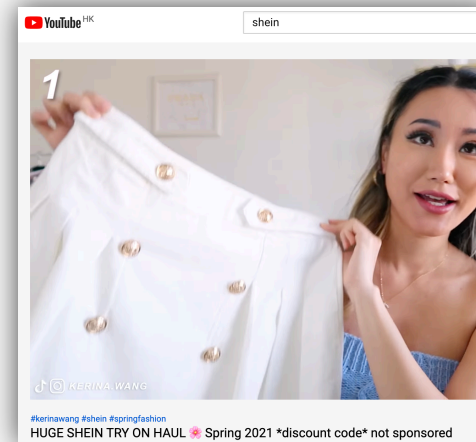 YouTube HK
shein
1
KERINA WANG
#kerinawang #shein #springfashion
HUGE SHEIN TRY ON HAUL 🌸 Spring 2021 *discount code* not sponsored